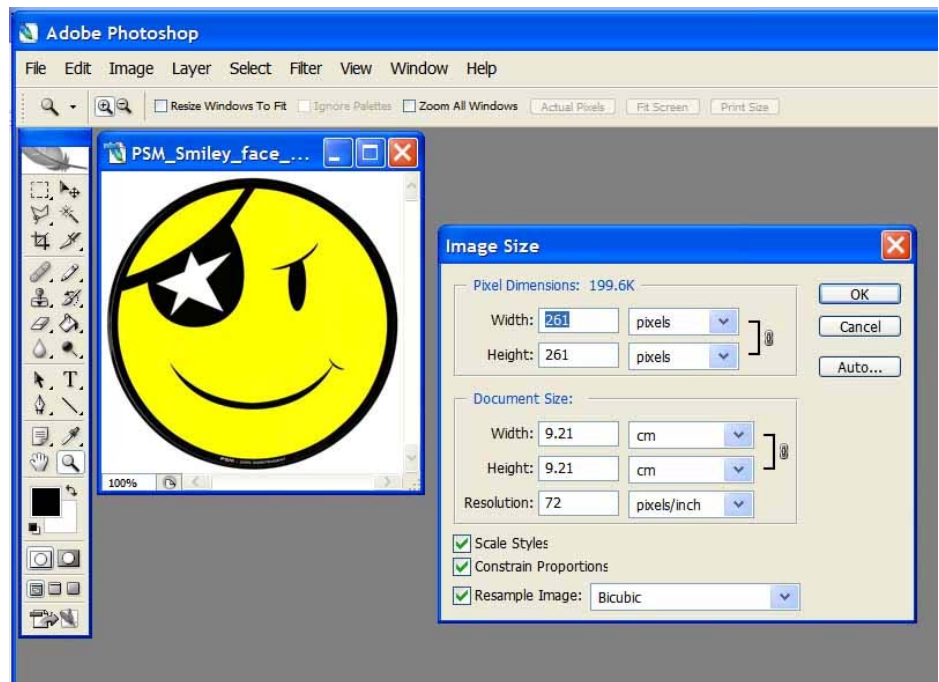 Adobe Photoshop
File Edit Image Layer Select Filter View Window Help
Resize Windows To Fit Ignore Palettes Zoom All Windows Actual Pixels Fit Screen Print Size
PSM_Smiley_face_...
100%
Image Size
Pixel Dimensions: 199.6K
Width: 261 pixels
Height: 261 pixels
Document Size:
Width: 9.21 cm
Height: 9.21 cm
Resolution: 72 pixels/inch
Scale Styles
Constrain Proportions
Resample Image: Bicubic
OK
Cancel
Auto...